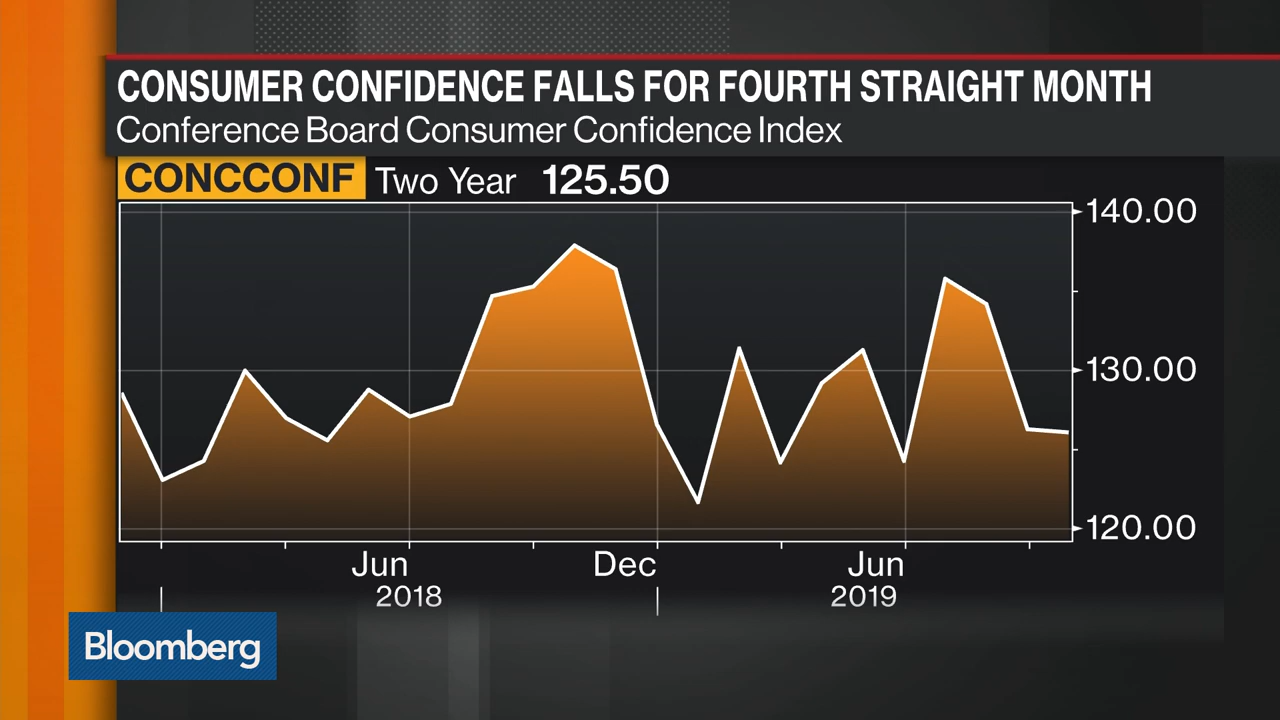 CONSUMER CONFIDENCE FALLS FOR FOURTH STRAIGHT MONTH
Conference Board Consumer Confidence Index
CONCCONF Two Year 125.50
140.00
130.00
120.00
Jun Dec Jun
2018 2019
Bloomberg